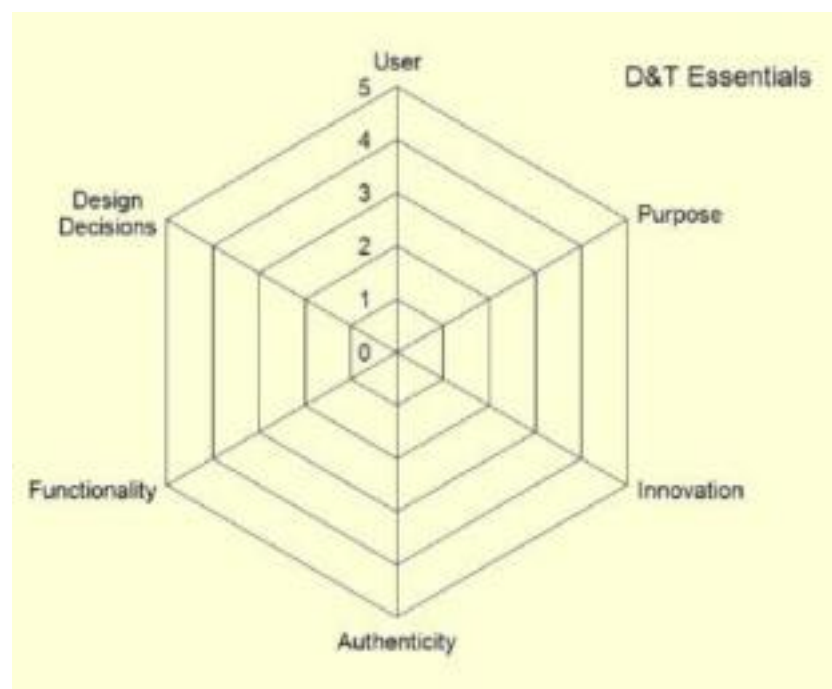 User
D&T Essentials
5
4
Design
Decisions
3
Purpose
2
1
0
Functionality
Innovation
Authenticity